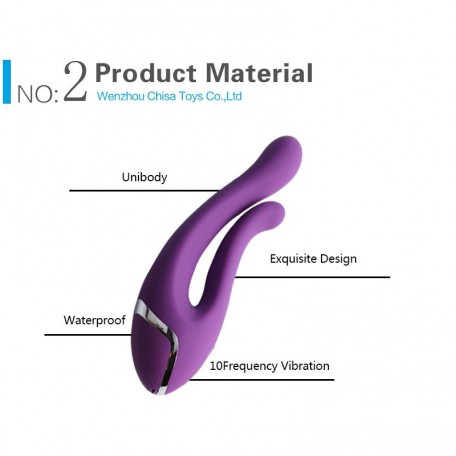 NO: 2 Product Material
Wenzhou Chisa Toys Co.,Ltd
Unibody
Exquisite Design
Waterproof
10Frequency Vibration